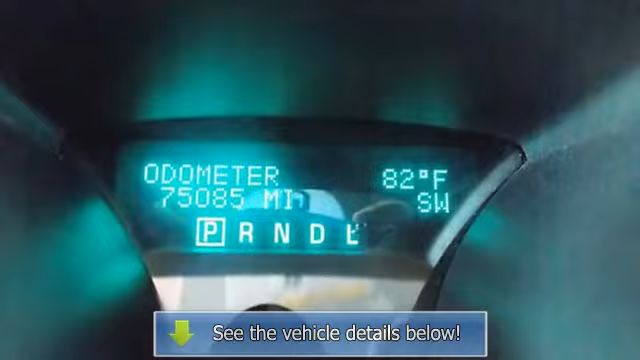 ODOMETER 82°F
75085 MI SW
P R N D L
See the vehicle details below!